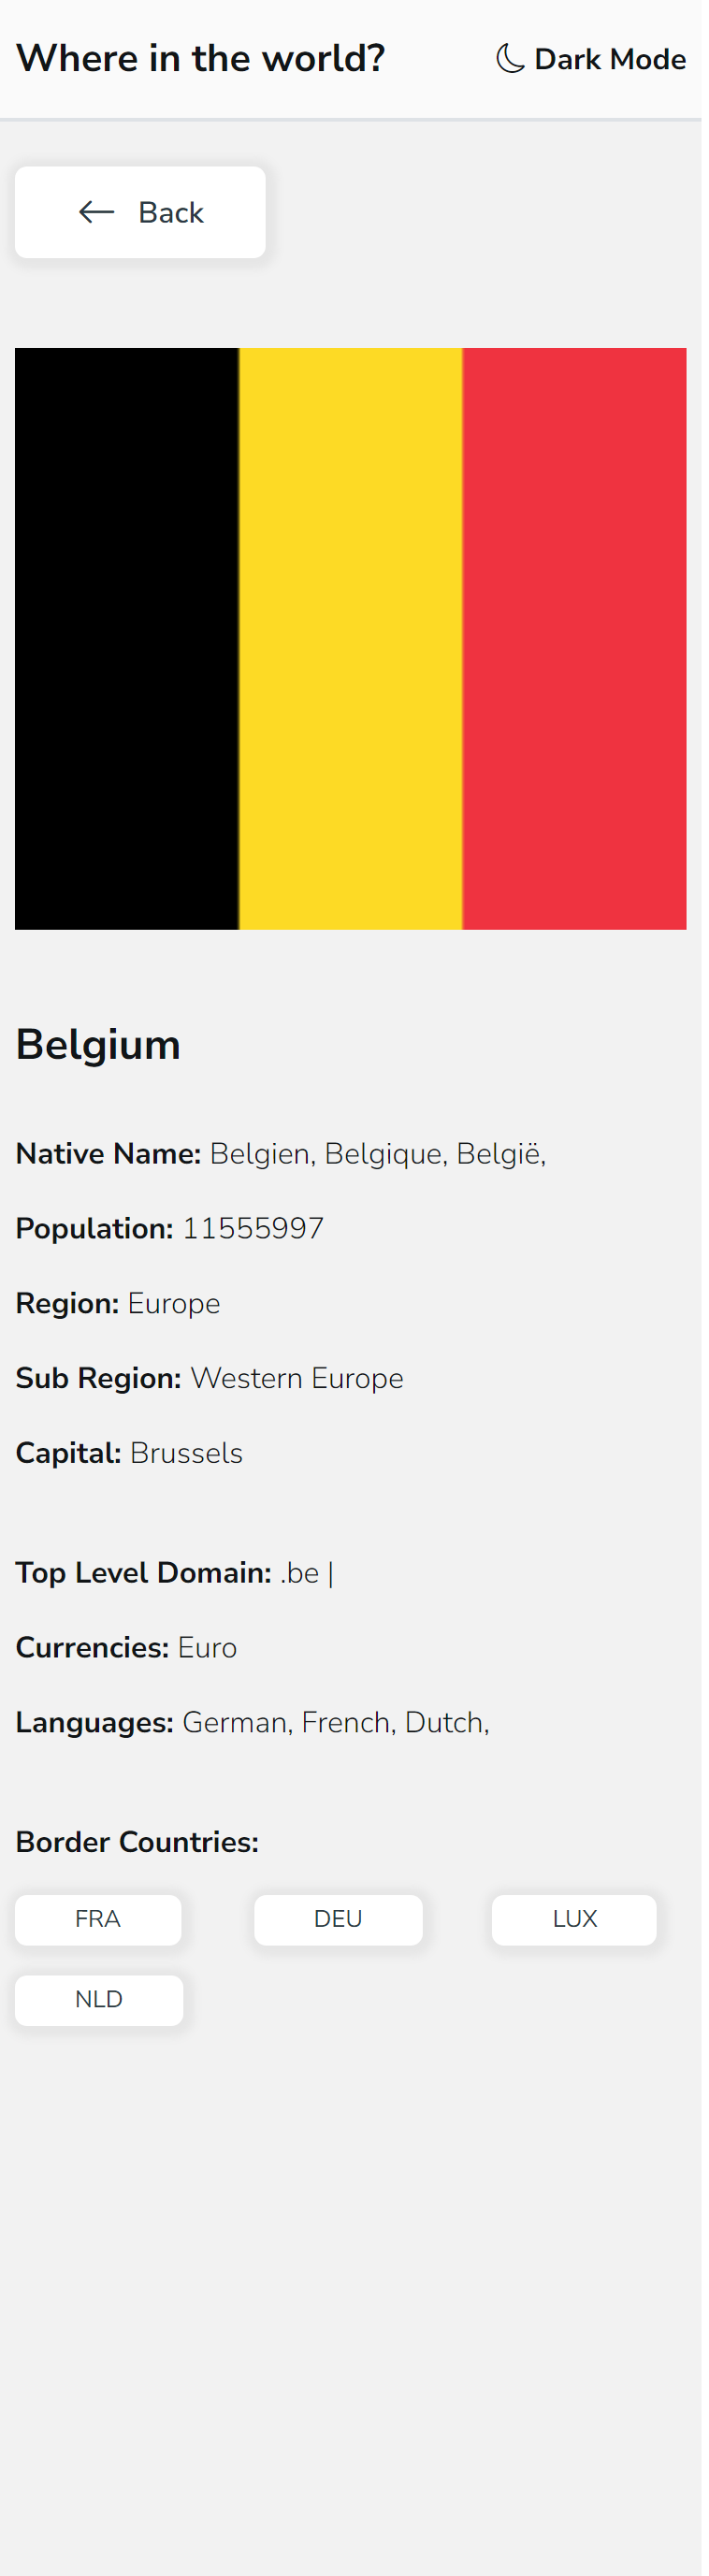 Where in the world?
Dark Mode
Back
Belgium
Native Name: Belgien, Belgique, België,
Population: 11555997
Region: Europe
Sub Region: Western Europe
Capital: Brussels
Top Level Domain: .be |
Currencies: Euro
Languages: German, French, Dutch,
Border Countries:
FRA
DEU
LUX
NLD